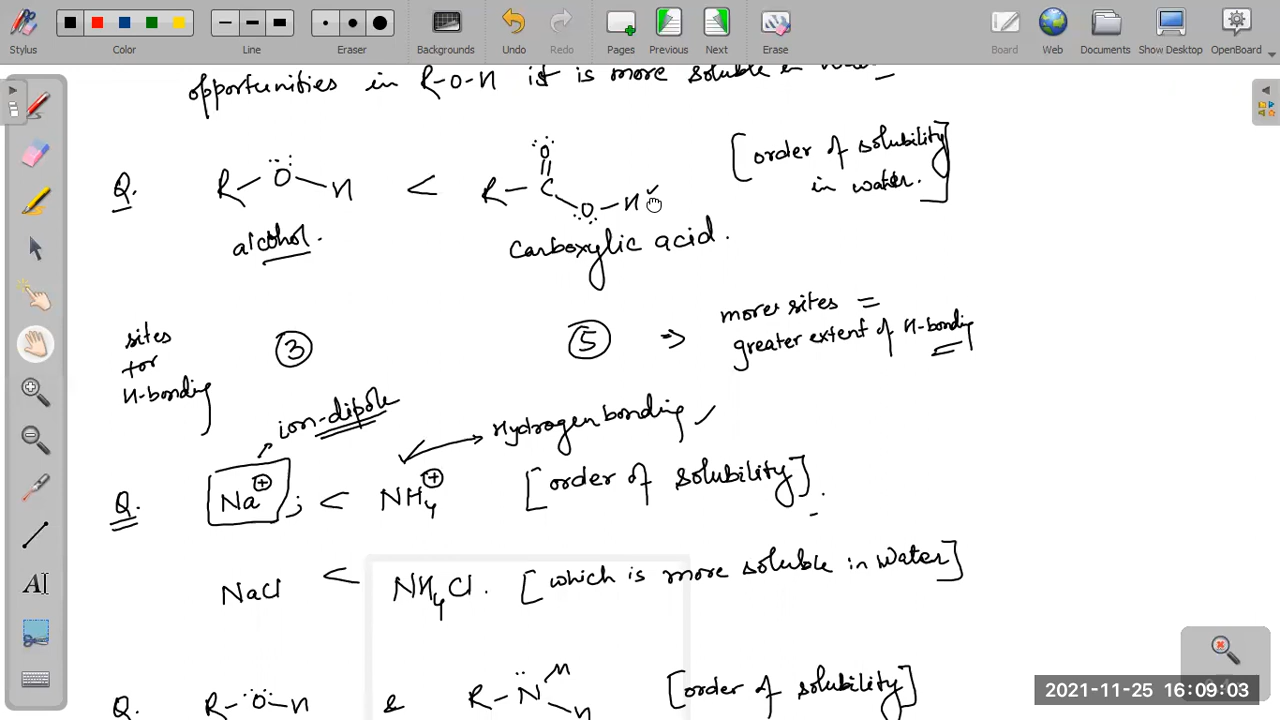 Stylus Color Line Eraser Backgrounds Undo Redo Pages Previous Next Erase Board Web Documents Show Desktop OpenBoard
opportunities in R-O-H it is more soluble in water
Q. R-O-H < R-C-O-H [order of solubility
O
in water.]
alcohol. carboxylic acid.
sites
for
H-bonding
3
5 => more sites =
greater extent of H-bonding
ion-dipole
Hydrogen bonding
Q. Na+ ; < NH4+ [order of solubility].
NaCl < NH4Cl. [which is more soluble in water]
Q. R-O-H & R-N-H [order of solubility]
H
2021-11-25 16:09:03